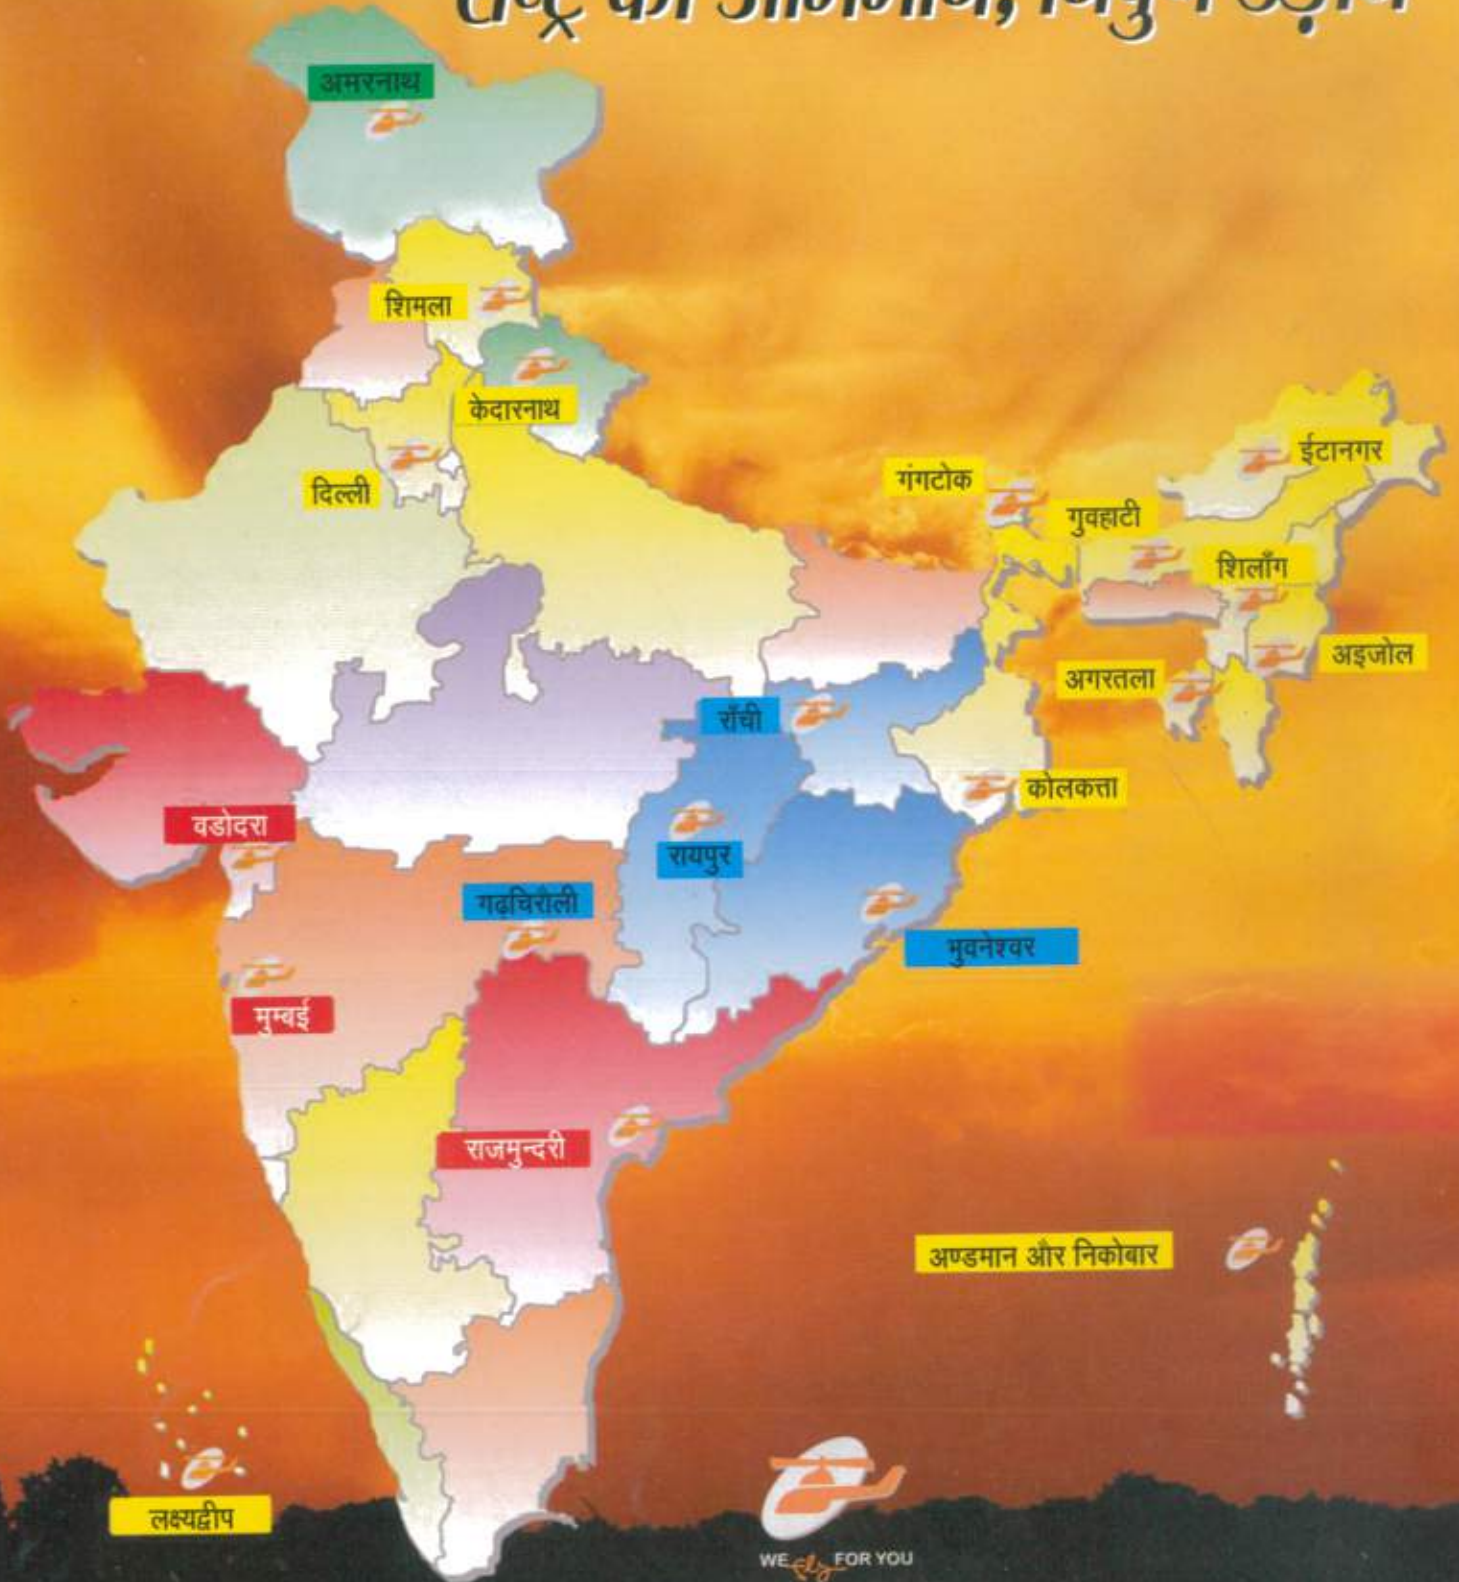 राष्ट्र
अमरनाथ
शिमला
केदारनाथ
दिल्ली
गंगटोक
ईटानगर
गुवहाटी
शिलाँग
अइजोल
अगरतला
राँची
कोलकत्ता
वडोदरा
रायपुर
गढ़चिरौली
भुवनेश्वर
मुम्बई
राजमुन्दरी
अण्डमान और निकोबार
लक्ष्यद्वीप
WE fly FOR YOU